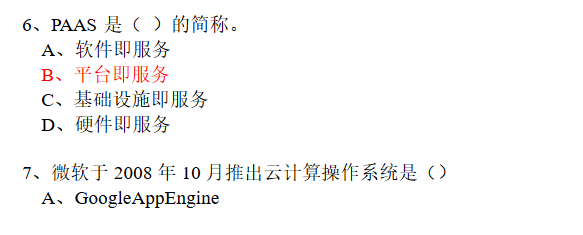 6、PAAS 是（ ）的简称。
A、软件即服务
B、平台即服务
C、基础设施即服务
D、硬件即服务
7、微软于 2008 年 10 月推出云计算操作系统是（）
A、GoogleAppEngine